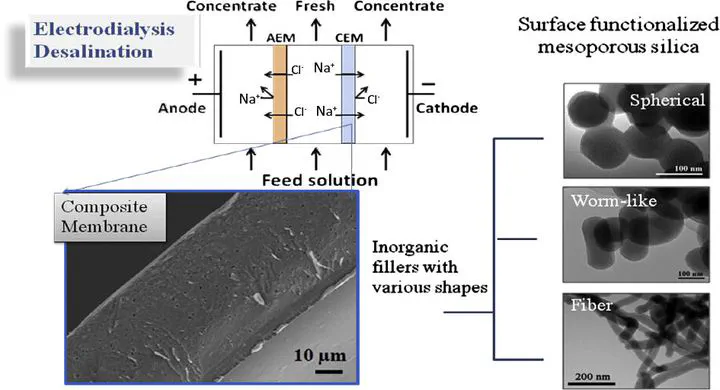 Electrodialysis
Desalination
Concentrate Fresh Concentrate
AEM CEM
Cl- Na+
+ −
Anode Na+ Cl- Cathode
Cl- Na+
Feed solution
Composite
Membrane
10 µm
Inorganic
fillers with
various shapes
Surface functionalized
mesoporous silica
Spherical
100 nm
Worm-like
100 nm
Fiber
200 nm